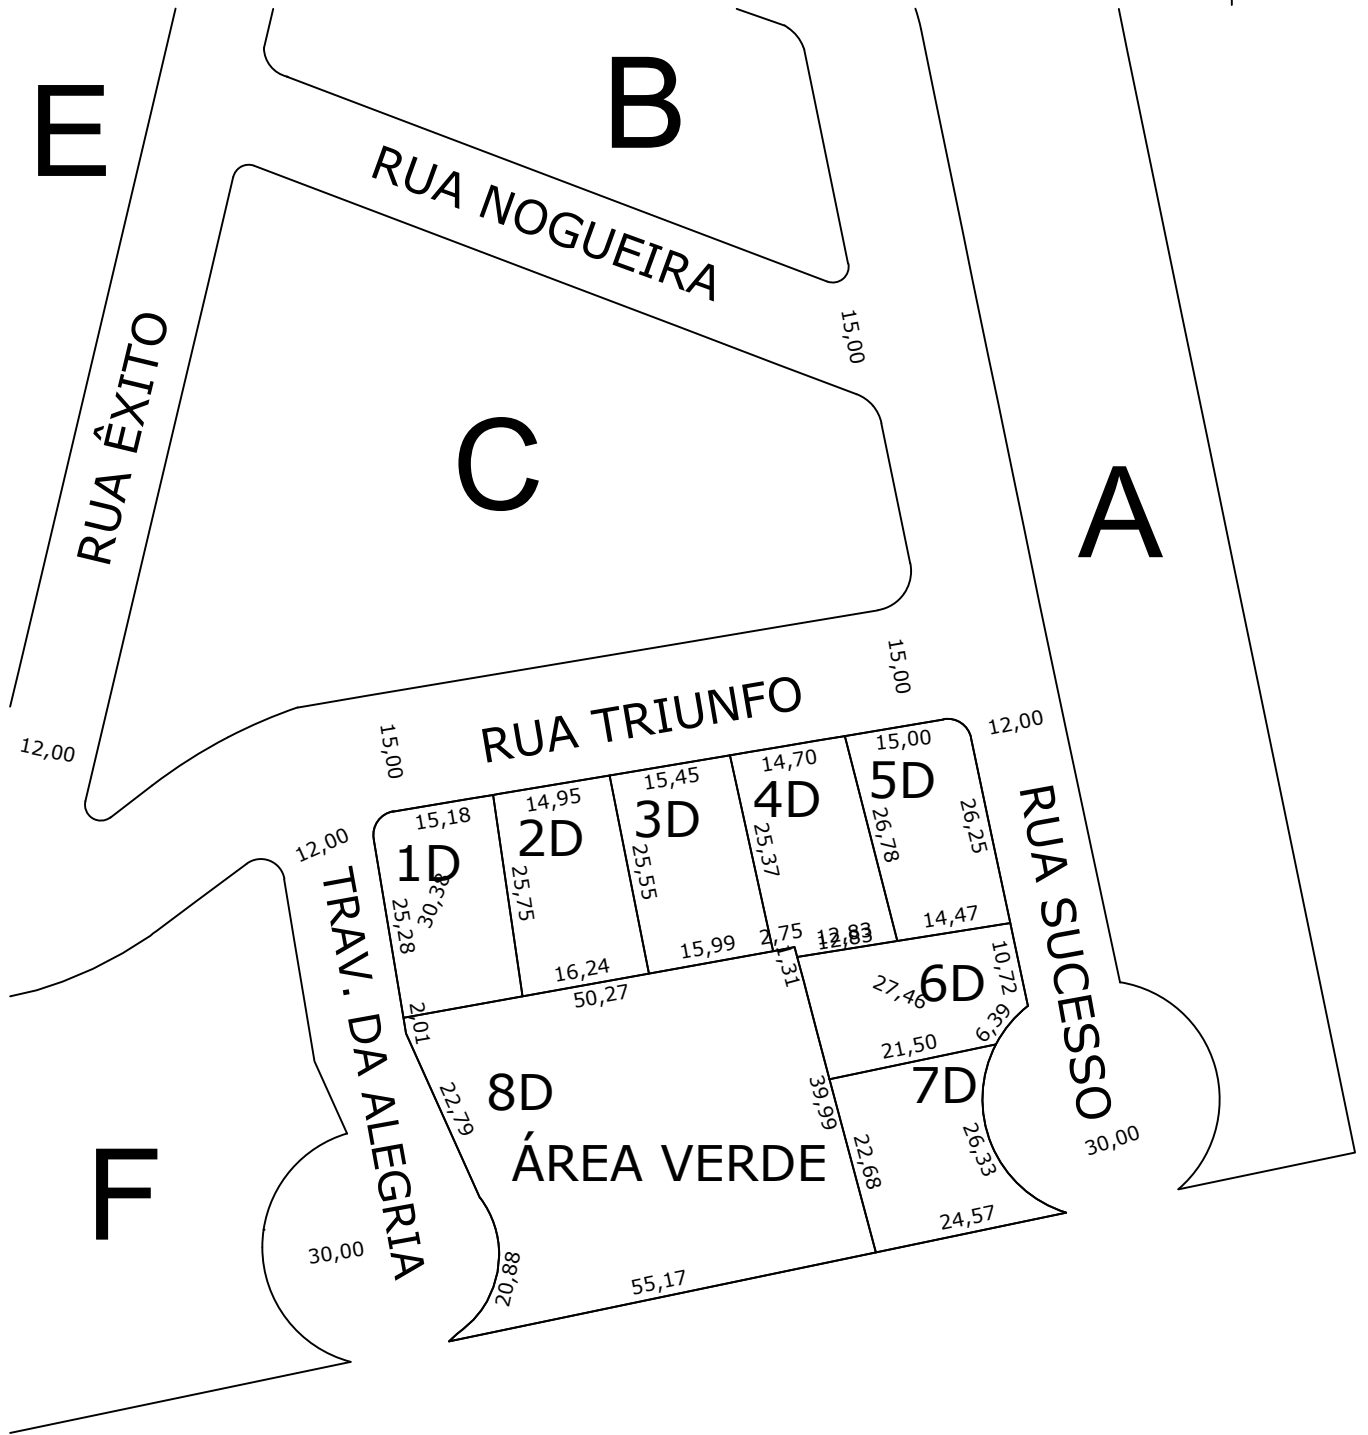 E
B
RUA NOGUEIRA
15,00
RUA ÊXITO
C
A
12,00
15,00
15,00
RUA TRIUNFO
12,00
12,00
15,18
14,95
15,45
14,70
15,00
1D
2D
3D
4D
5D
30,38
25,28
25,75
25,55
25,37
26,78
26,25
RUA SUCESSO
TRAV. DA ALEGRIA
16,24
15,99
2,75
12,83
12,83
14,47
50,27
1,31
2,01
27,46
6D
10,72
6,39
21,50
7D
8D
22,79
39,99
ÁREA VERDE
22,68
26,33
30,00
F
30,00
20,88
55,17
24,57